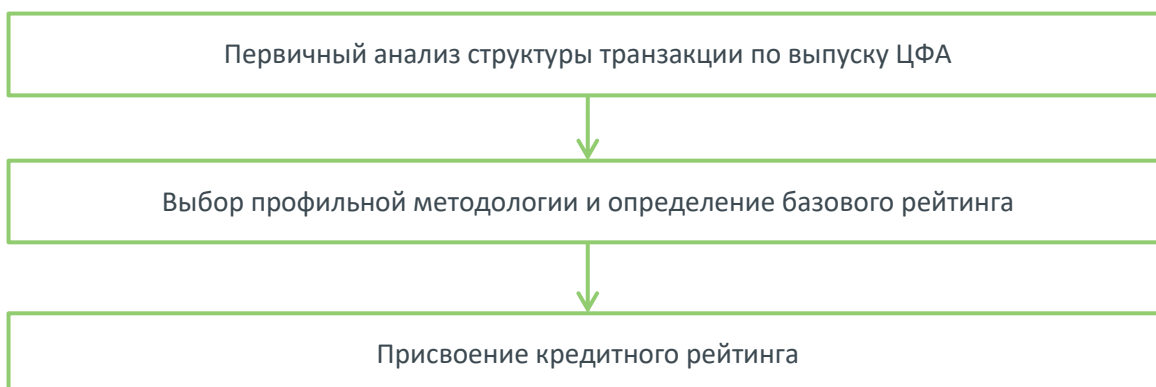 Первичный анализ структуры транзакции по выпуску ЦФА
Выбор профильной методологии и определение базового рейтинга
Присвоение кредитного рейтинга